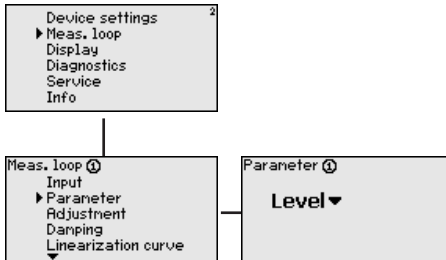 2
Device settings
Meas. loop
Display
Diagnostics
Service
Info
Meas. loop ①
Input
Parameter
Adjustment
Damping
Linearization curve
Parameter ①
Level